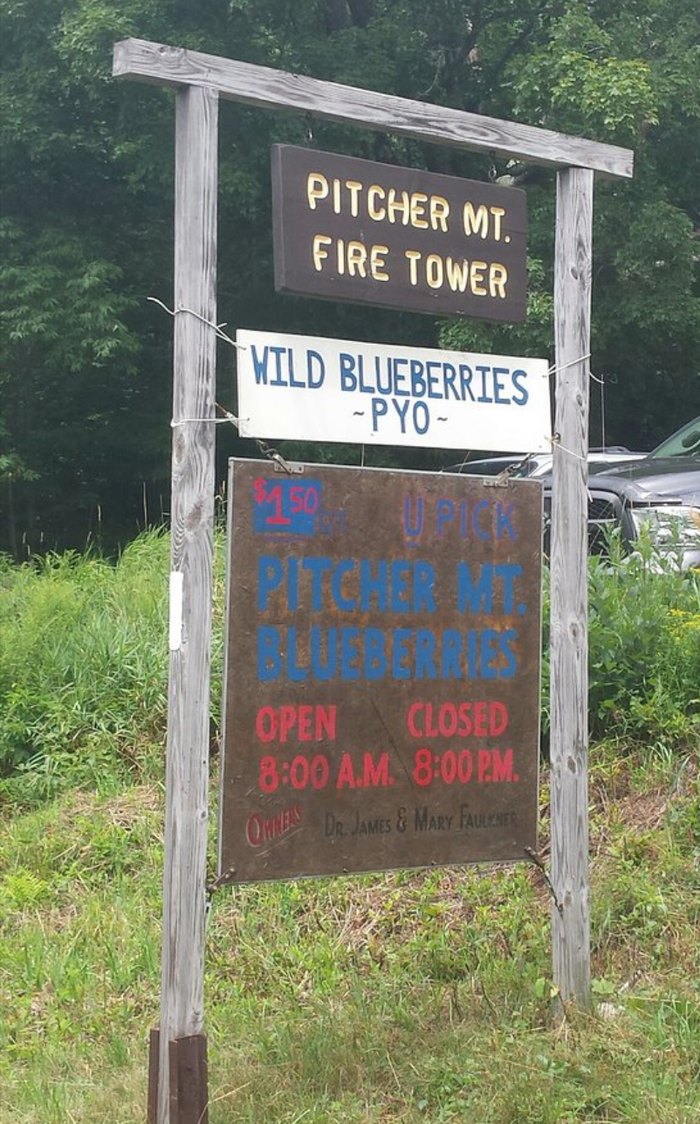 PITCHER MT.
FIRE TOWER
WILD BLUEBERRIES
~PYO~
$1.50 U PICK
PITCHER MT.
BLUEBERRIES
OPEN CLOSED
8:00 A.M. 8:00 P.M.
OWNERS DR. JAMES & MARY FAULKNER